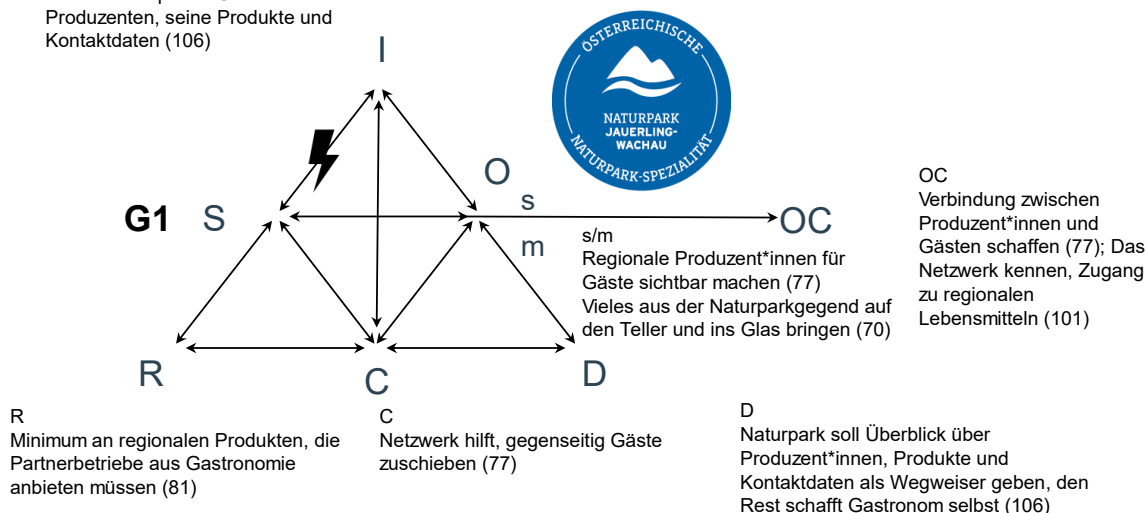 Produzenten, seine Produkte und
Kontaktdaten (106)
I
ÖSTERREICHISCHE
NATURPARK
JAUERLING-
WACHAU
NATURPARK-SPEZIALITÄT
O
s
G1
S
m
OC
OC
Verbindung zwischen
Produzent*innen und
Gästen schaffen (77); Das
Netzwerk kennen, Zugang
zu regionalen
Lebensmitteln (101)
s/m
Regionale Produzent*innen für
Gäste sichtbar machen (77)
Vieles aus der Naturparkgegend auf
den Teller und ins Glas bringen (70)
R
C
D
R
Minimum an regionalen Produkten, die
Partnerbetriebe aus Gastronomie
anbieten müssen (81)
C
Netzwerk hilft, gegenseitig Gäste
zuschieben (77)
D
Naturpark soll Überblick über
Produzent*innen, Produkte und
Kontaktdaten als Wegweiser geben, den
Rest schafft Gastronom selbst (106)